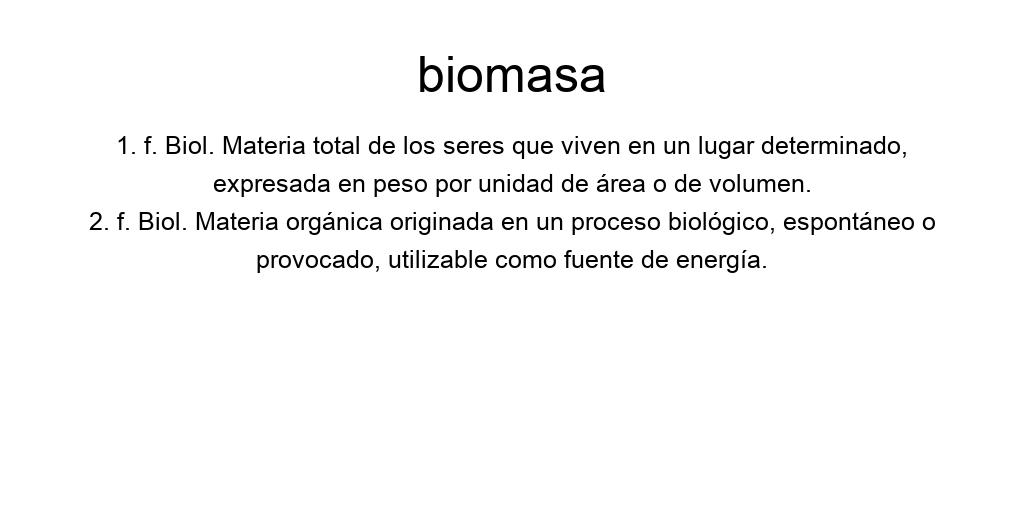 biomasa
1. f. Biol. Materia total de los seres que viven en un lugar determinado,
expresada en peso por unidad de área o de volumen.
2. f. Biol. Materia orgánica originada en un proceso biológico, espontáneo o
provocado, utilizable como fuente de energía.